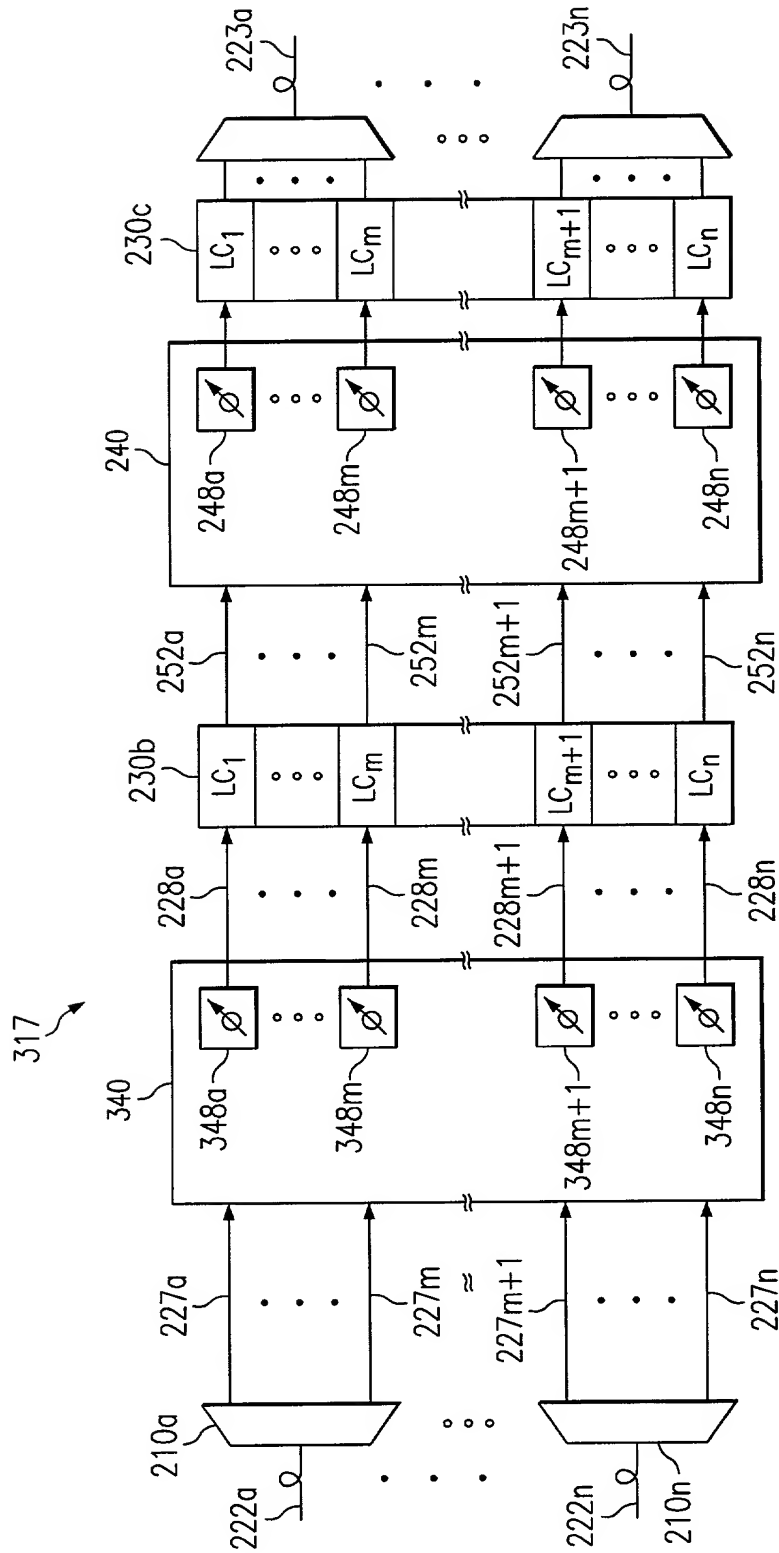 317
222a
210a
227a
227m
227m+1
227n
222n
210n
340
348a
348m
348m+1
348n
228a
228m
228m+1
228n
230b
LC1
LCm
LCm+1
LCn
252a
252m
252m+1
252n
240
248a
248m
248m+1
248n
230c
LC1
LCm
LCm+1
LCn
223a
223n